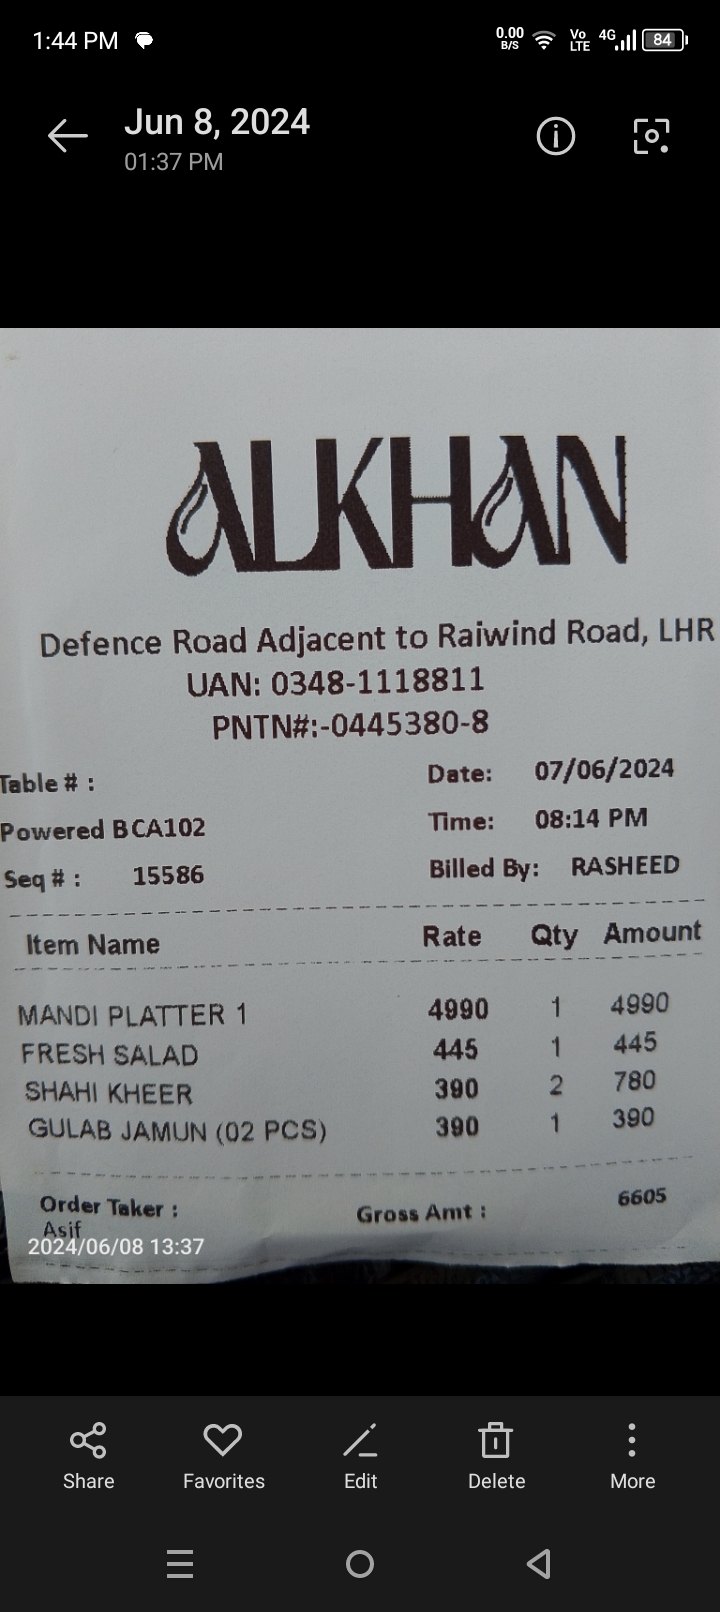 1:44 PM 0.00 B/S Vo LTE 4G 84
Jun 8, 2024
01:37 PM
ALKHAN
Defence Road Adjacent to Raiwind Road, LHR
UAN: 0348-1118811
PNTN#:-0445380-8
Table # : Date: 07/06/2024
Powered BCA102 Time: 08:14 PM
Seq # : 15586 Billed By: RASHEED
Item Name Rate Qty Amount
MANDI PLATTER 1 4990 1 4990
FRESH SALAD 445 1 445
SHAHI KHEER 390 2 780
GULAB JAMUN (02 PCS) 390 1 390
Order Taker : Gross Amt : 6605
Asif
2024/06/08 13:37
Share Favorites Edit Delete More